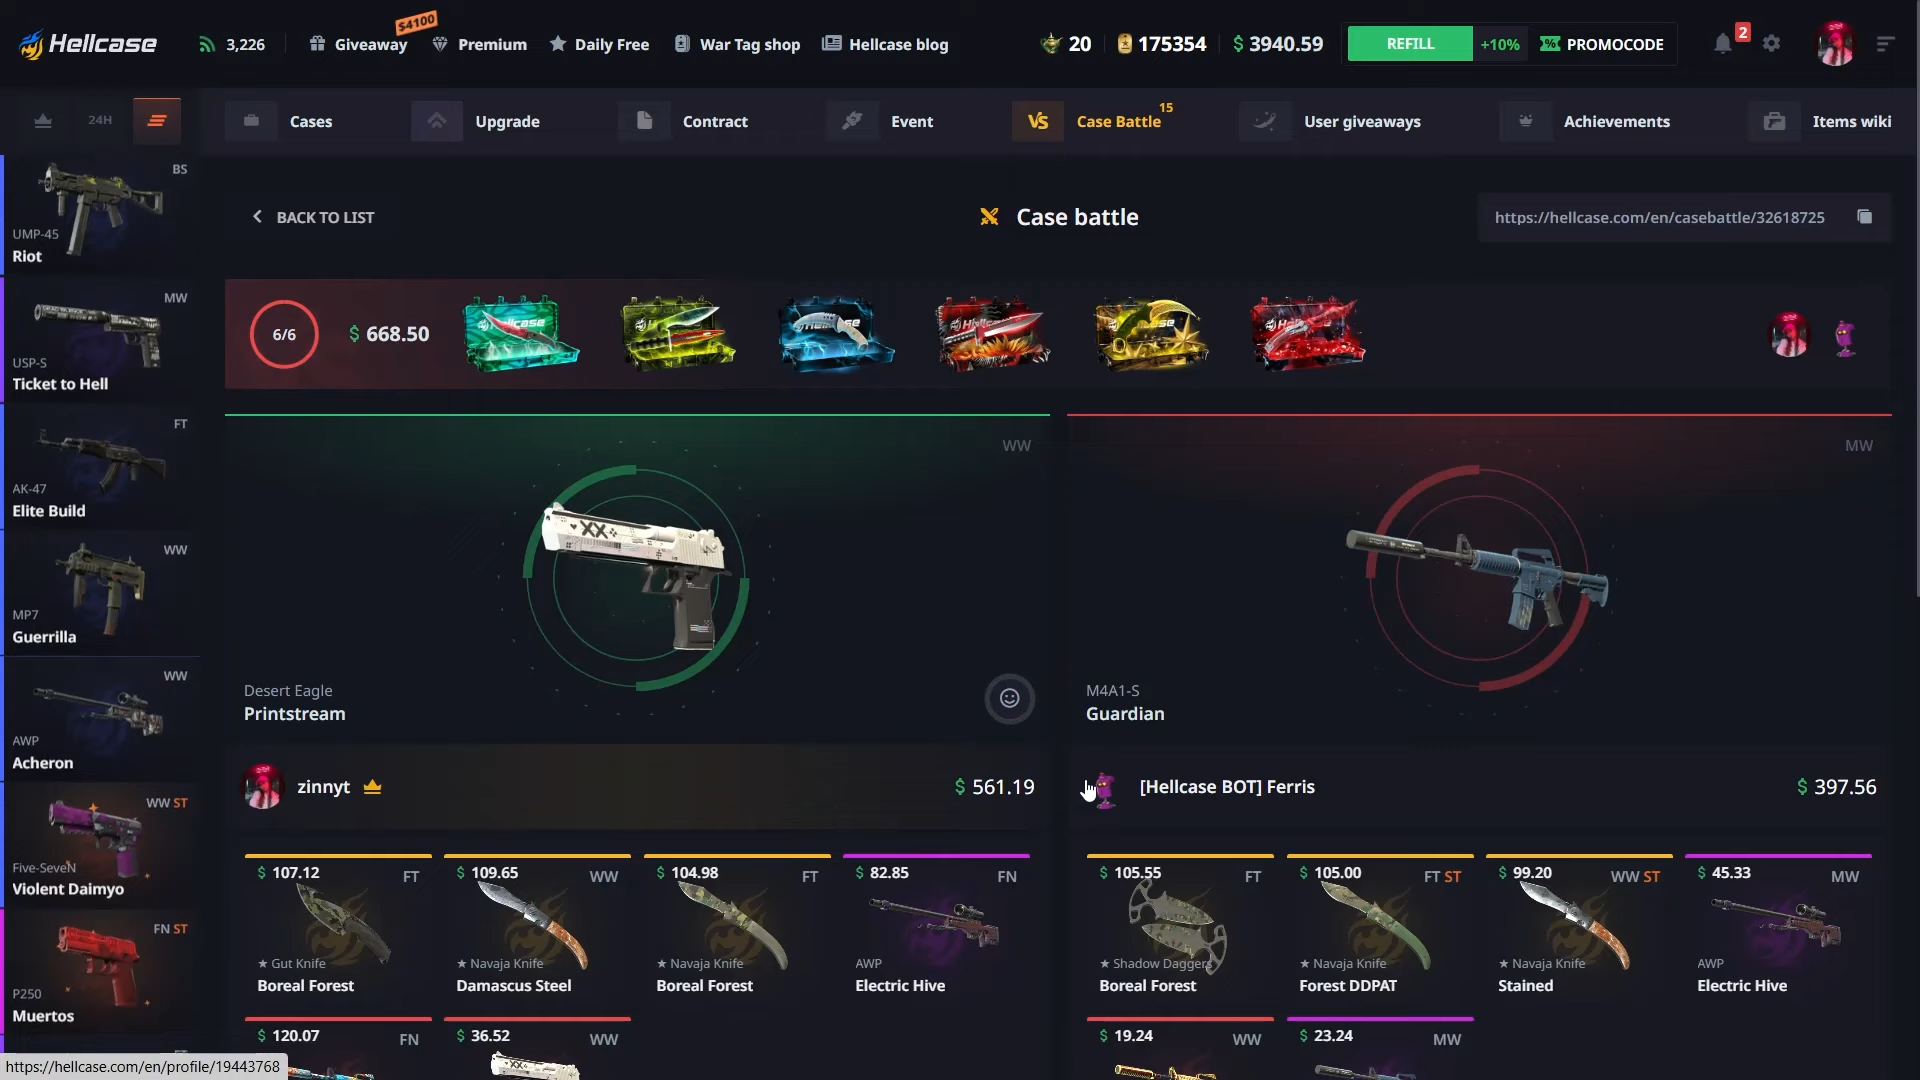 Hellcase
3,226
Giveaway
$4100
Premium
Daily Free
War Tag shop
Hellcase blog
20
175354
$ 3940.59
REFILL
+10%
PROMOCODE
2
24H
Cases
Upgrade
Contract
Event
VS
Case Battle
15
User giveaways
Achievements
Items wiki
BS
UMP-45
Riot
MW
USP-S
Ticket to Hell
FT
AK-47
Elite Build
WW
MP7
Guerrilla
WW
AWP
Acheron
WW ST
Five-SeveN
Violent Daimyo
FN ST
P250
Muertos
BACK TO LIST
Case battle
https://hellcase.com/en/casebattle/32618725
6/6
$ 668.50
WW
Desert Eagle
Printstream
MW
M4A1-S
Guardian
zinnyt
$ 561.19
[Hellcase BOT] Ferris
$ 397.56
$ 107.12
FT
★ Gut Knife
Boreal Forest
$ 109.65
WW
★ Navaja Knife
Damascus Steel
$ 104.98
FT
★ Navaja Knife
Boreal Forest
$ 82.85
FN
AWP
Electric Hive
$ 105.55
FT
★ Shadow Daggers
Boreal Forest
$ 105.00
FT ST
★ Navaja Knife
Forest DDPAT
$ 99.20
WW ST
★ Navaja Knife
Stained
$ 45.33
MW
AWP
Electric Hive
$ 120.07
FN
$ 36.52
WW
$ 19.24
WW
$ 23.24
MW
https://hellcase.com/en/profile/19443768